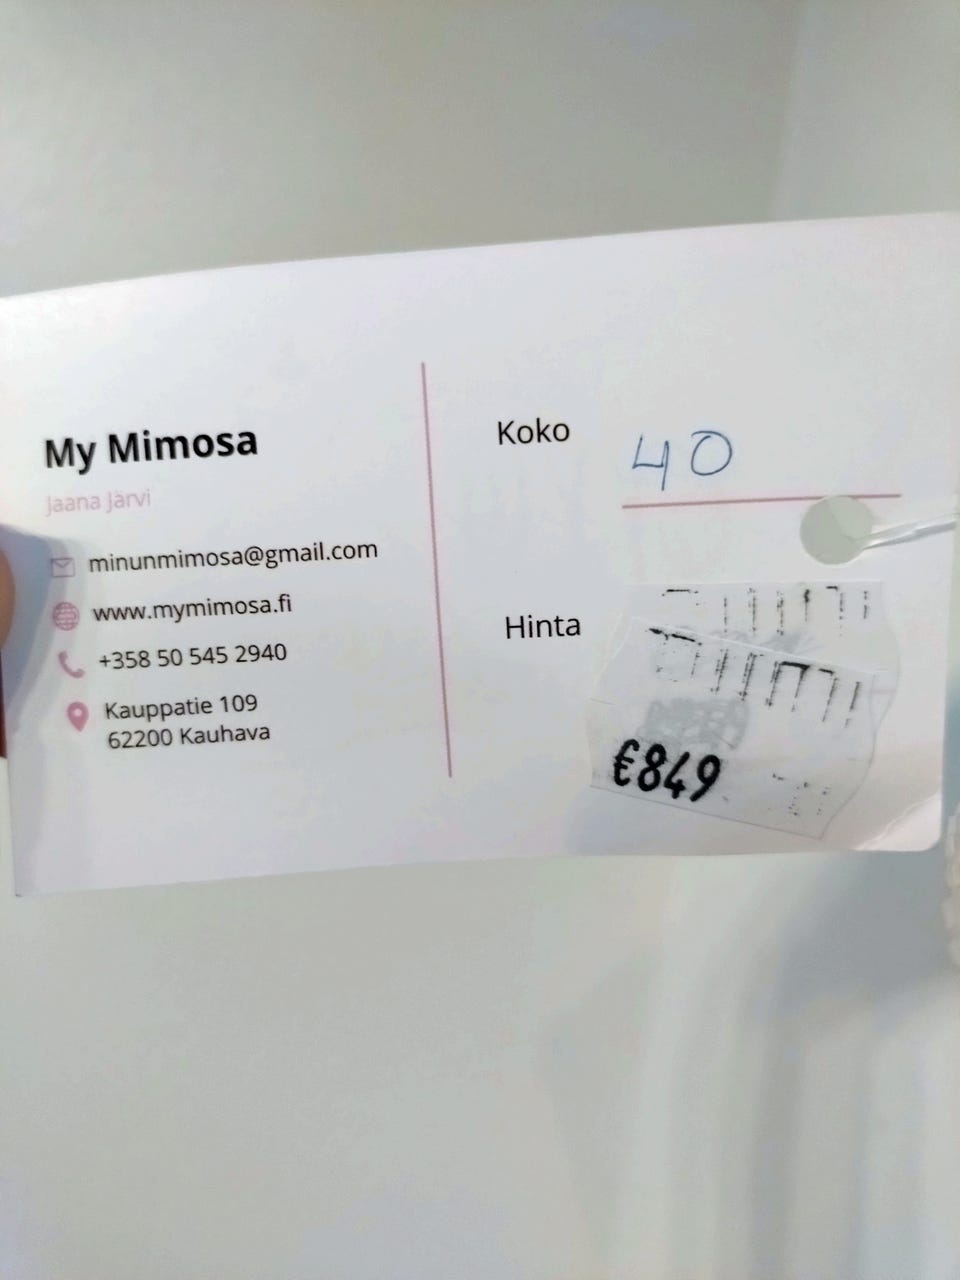 My Mimosa
Jaana Järvi
minunmimosa@gmail.com
www.mymimosa.fi
+358 50 545 2940
Kauppatie 109
62200 Kauhava
Koko
40
Hinta
€849